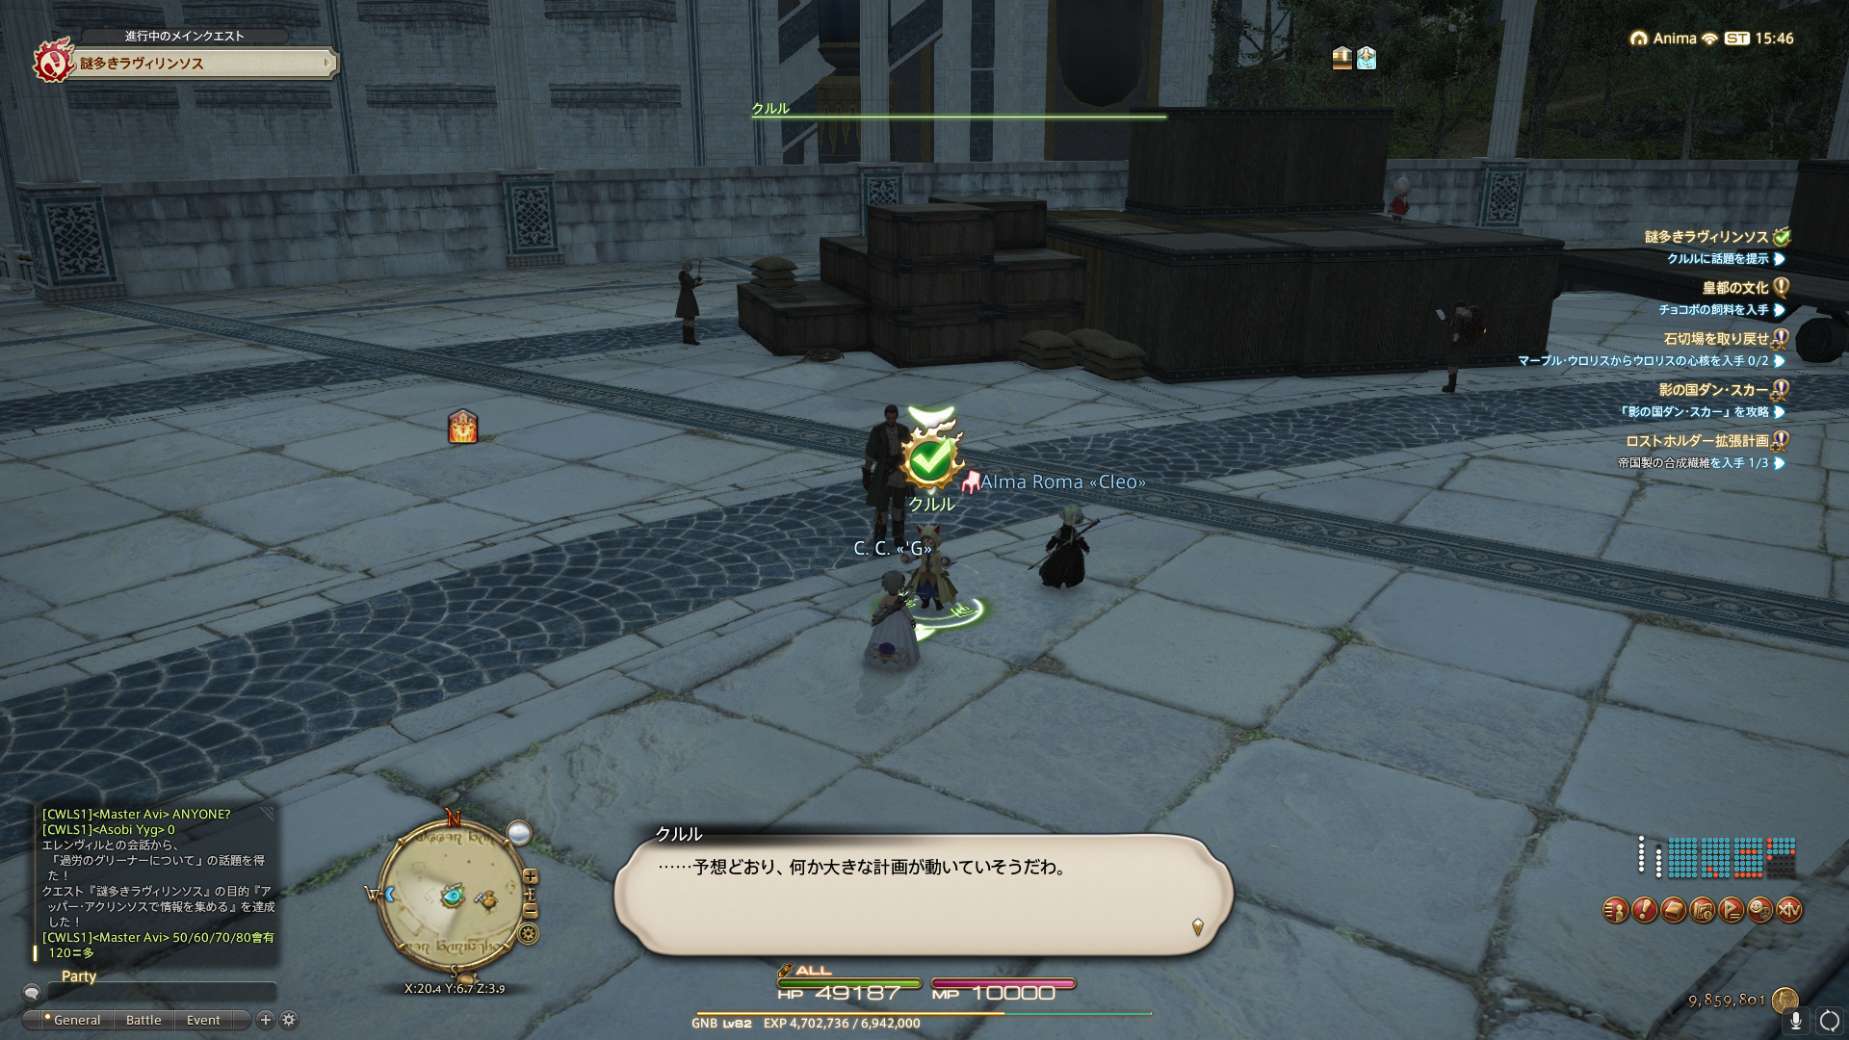 進行中のメインクエスト
謎多きラヴィリンソス
Anima ST 15:46
クルル
謎多きラヴィリンソス
クルルに話題を提示
皇都の文化
チョコボの飼料を入手
石切場を取り戻せ
マーブル・ウロリスからウロリスの心核を入手 0/2
影の国ダン・スカー
「影の国ダン・スカー」を攻略
ロストホルダー拡張計画
帝国製の合成繊維を入手 1/3
Alma Roma «Cleo»
クルル
C. C. «'G»
[CWLS1]<Master Avi> ANYONE?
[CWLS1]<Asobi Yyg> 0
エレンヴィルとの会話から、
「過労のグリーナーについて」の話題を得
た！
クエスト『謎多きラヴィリンソス』の目的『ア
ッパー・アクリンソスで情報を集める』を達成
した！
[CWLS1]<Master Avi> 50/60/70/80會有
120=多
Party
General Battle Event
N
W
S
X:20.4 Y:6.7 Z:3.9
クルル
……予想どおり、何か大きな計画が動いていそうだわ。
ALL
HP 49187 MP 10000
GNB Lv82 EXP 4,702,736 / 6,942,000
XIV
9,859,801